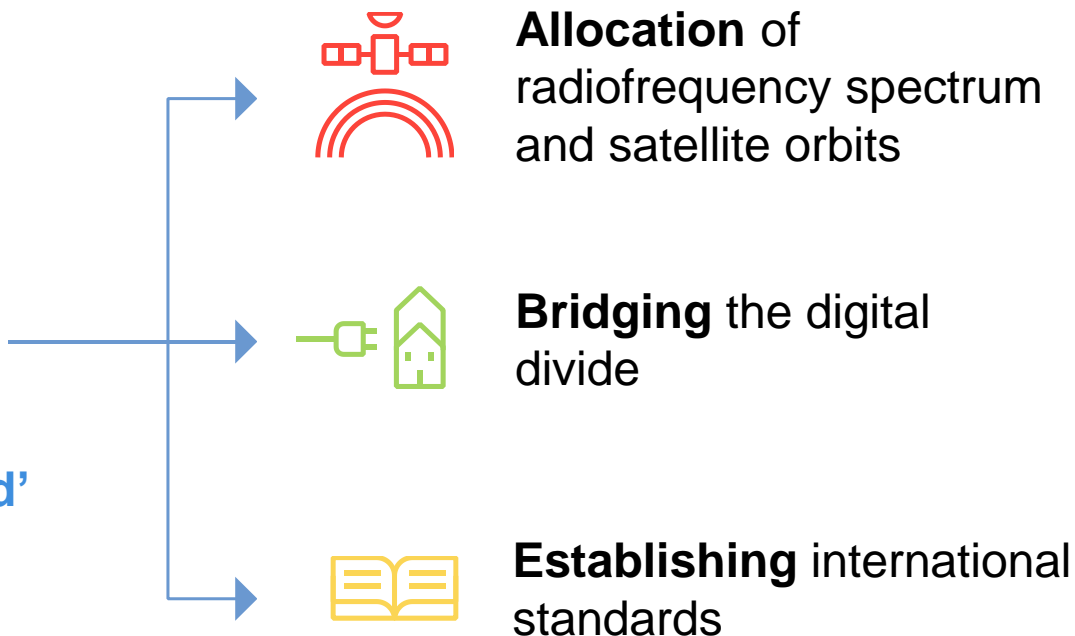 Allocation of
radiofrequency spectrum
and satellite orbits
Bridging the digital
divide
d’
Establishing international
standards